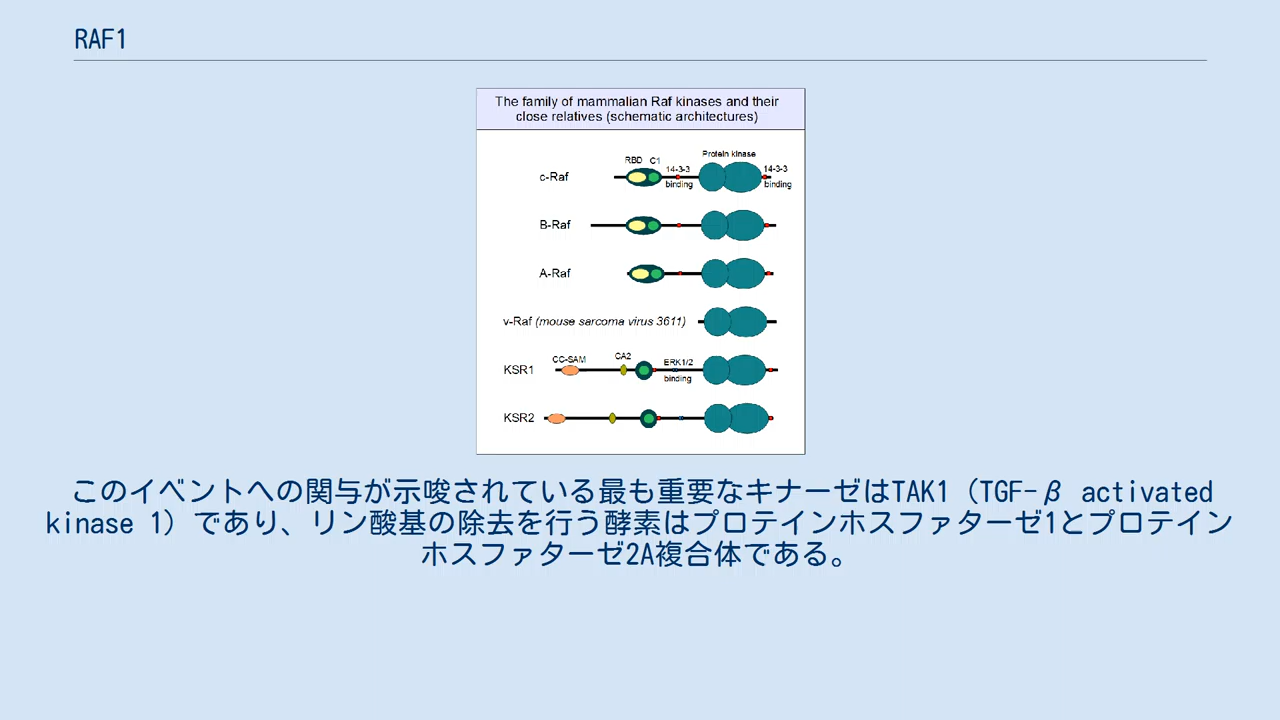 RAF1
The family of mammalian Raf kinases and their
close relatives (schematic architectures)
RBD C1 14-3-3 binding Protein kinase 14-3-3 binding
c-Raf
B-Raf
A-Raf
v-Raf (mouse sarcoma virus 3611)
CC-SAM CA2 ERK1/2 binding
KSR1
KSR2
このイベントへの関与が示唆されている最も重要なキナーゼはTAK1（TGF-β activated
kinase 1）であり、リン酸基の除去を行う酵素はプロテインホスファターゼ1とプロテイン
ホスファターゼ2A複合体である。